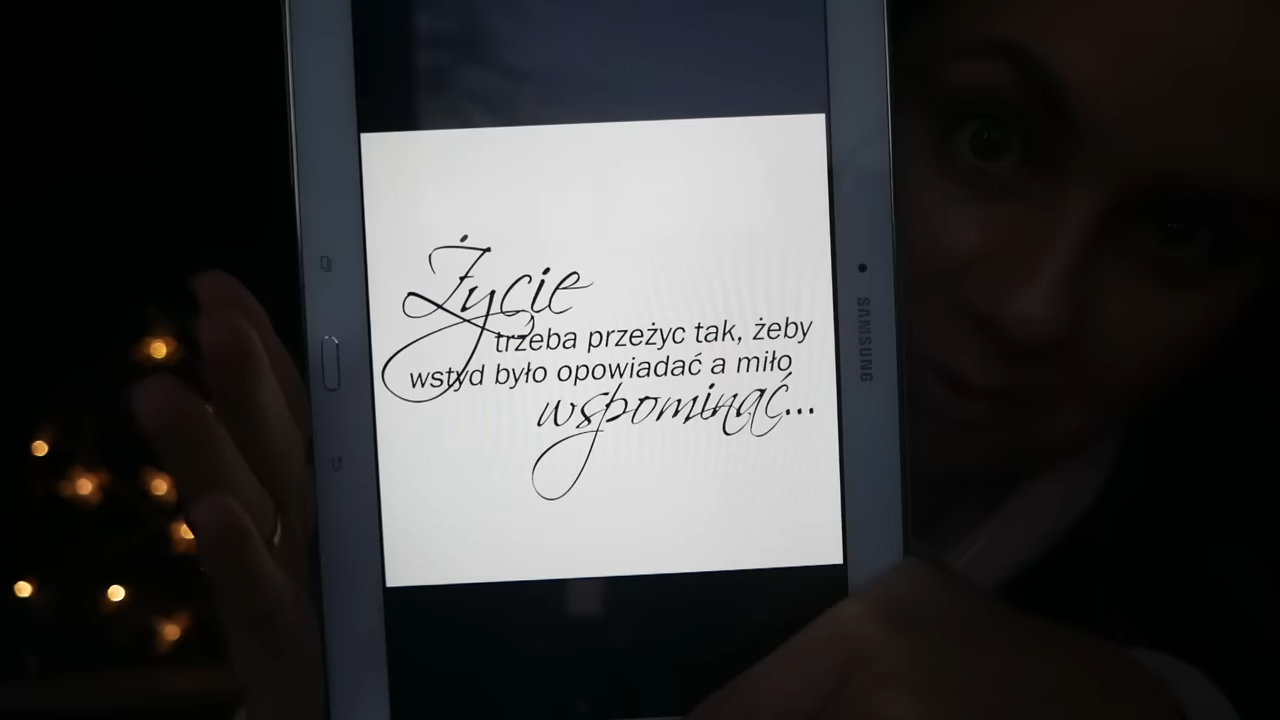 Życie
trzeba przeżyc tak, żeby
wstyd było opowiadać a miło
wspominać...
SAMSUNG